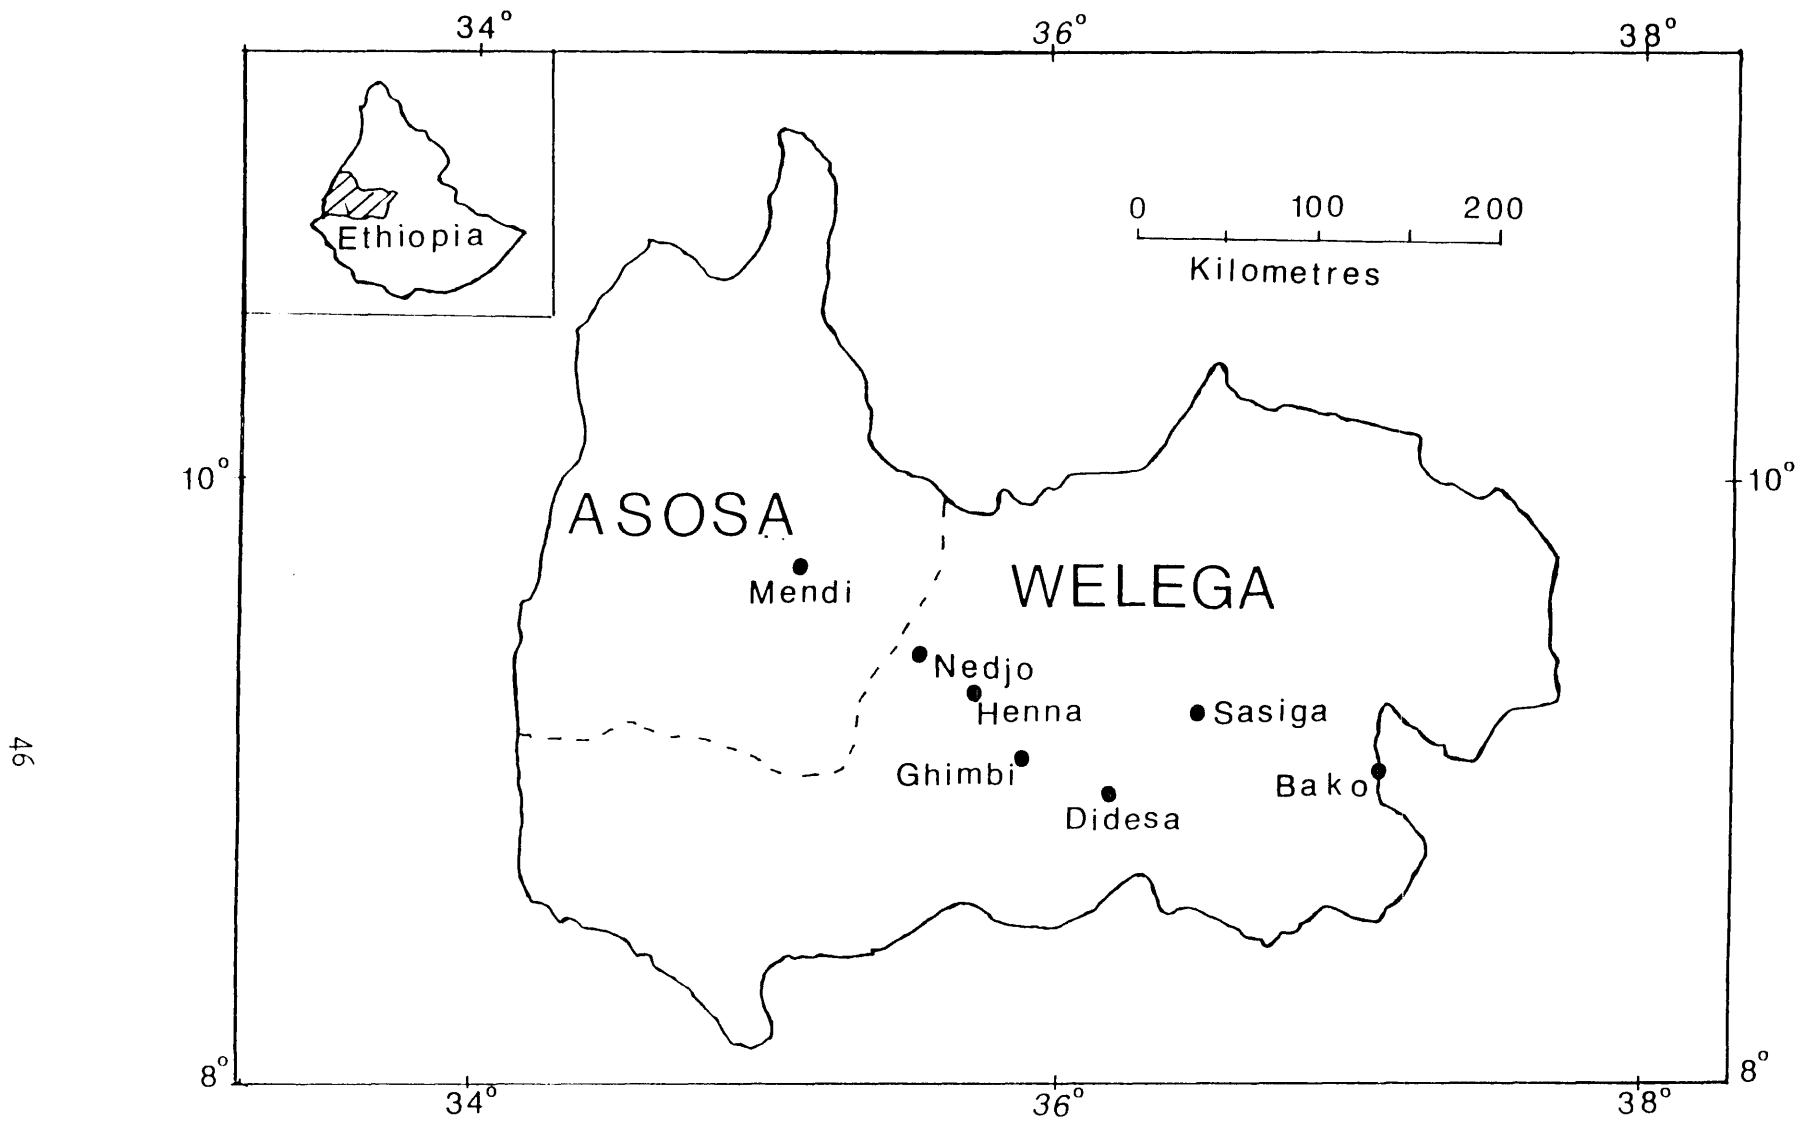 34° 36° 38°
Ethiopia
0 100 200
Kilometres
10° 10°
ASOSA
Mendi
WELEGA
Nedjo
Henna
Sasiga
Ghimbi
Bako
Didesa
46
8° 8°
34° 36° 38°